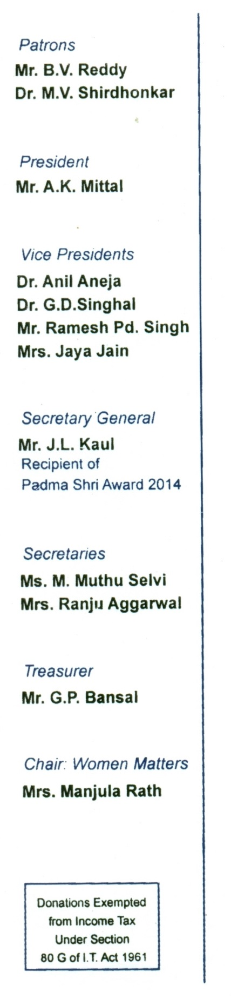 Patrons
Mr. B.V. Reddy
Dr. M.V. Shirdhonkar
President
Mr. A.K. Mittal
Vice Presidents
Dr. Anil Aneja
Dr. G.D.Singhal
Mr. Ramesh Pd. Singh
Mrs. Jaya Jain
Secretary General
Mr. J.L. Kaul
Recipient of
Padma Shri Award 2014
Secretaries
Ms. M. Muthu Selvi
Mrs. Ranju Aggarwal
Treasurer
Mr. G.P. Bansal
Chair: Women Matters
Mrs. Manjula Rath
Donations Exempted
from Income Tax
Under Section
80 G of I.T. Act 1961